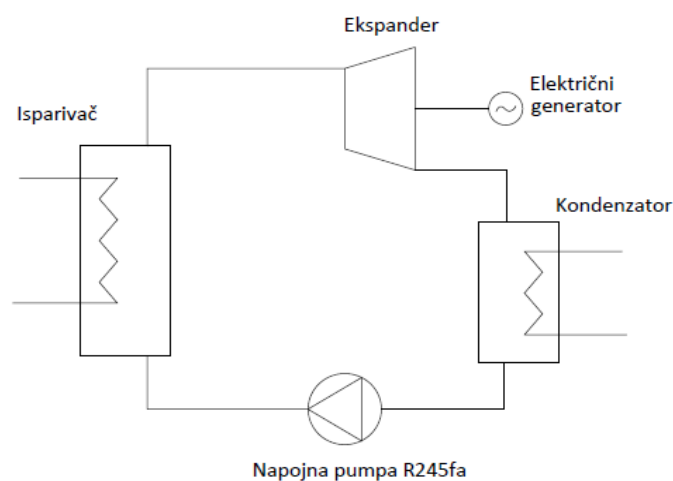 Ekspander
Električni
generator
Isparivač
Kondenzator
Napojna pumpa R245fa